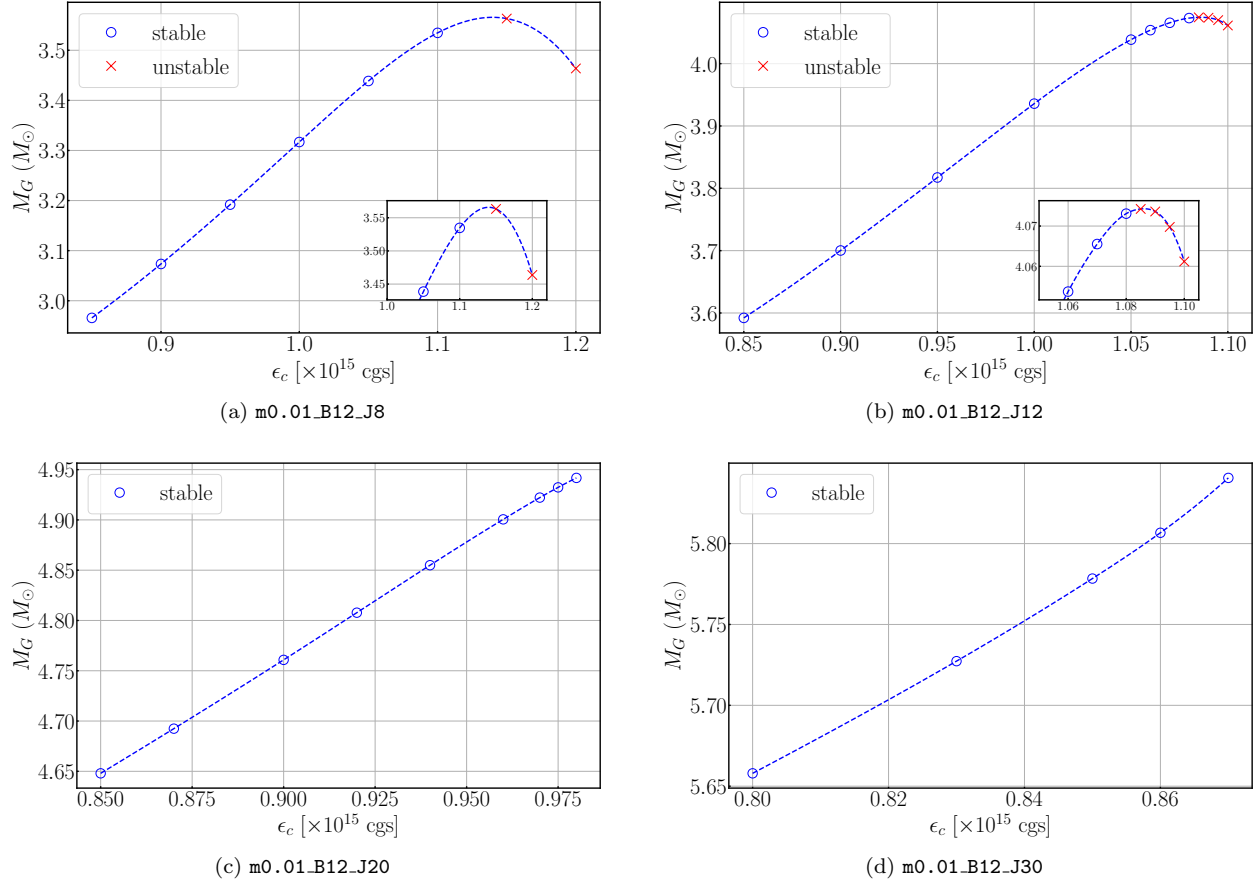 stable
unstable
3.5
3.4
3.3
3.2
3.1
3.0
M_G (M_⊙)
3.55
3.50
3.45
1.0 1.1 1.2
0.9 1.0 1.1 1.2
ϵ_c [×10^15 cgs]
(a) m0.01_B12_J8
stable
unstable
4.0
3.9
3.8
3.7
3.6
M_G (M_⊙)
4.07
4.06
1.06 1.08 1.10
0.85 0.90 0.95 1.00 1.05 1.10
ϵ_c [×10^15 cgs]
(b) m0.01_B12_J12
stable
4.95
4.90
4.85
4.80
4.75
4.70
4.65
M_G (M_⊙)
0.850 0.875 0.900 0.925 0.950 0.975
ϵ_c [×10^15 cgs]
(c) m0.01_B12_J20
stable
5.80
5.75
5.70
5.65
M_G (M_⊙)
0.80 0.82 0.84 0.86
ϵ_c [×10^15 cgs]
(d) m0.01_B12_J30